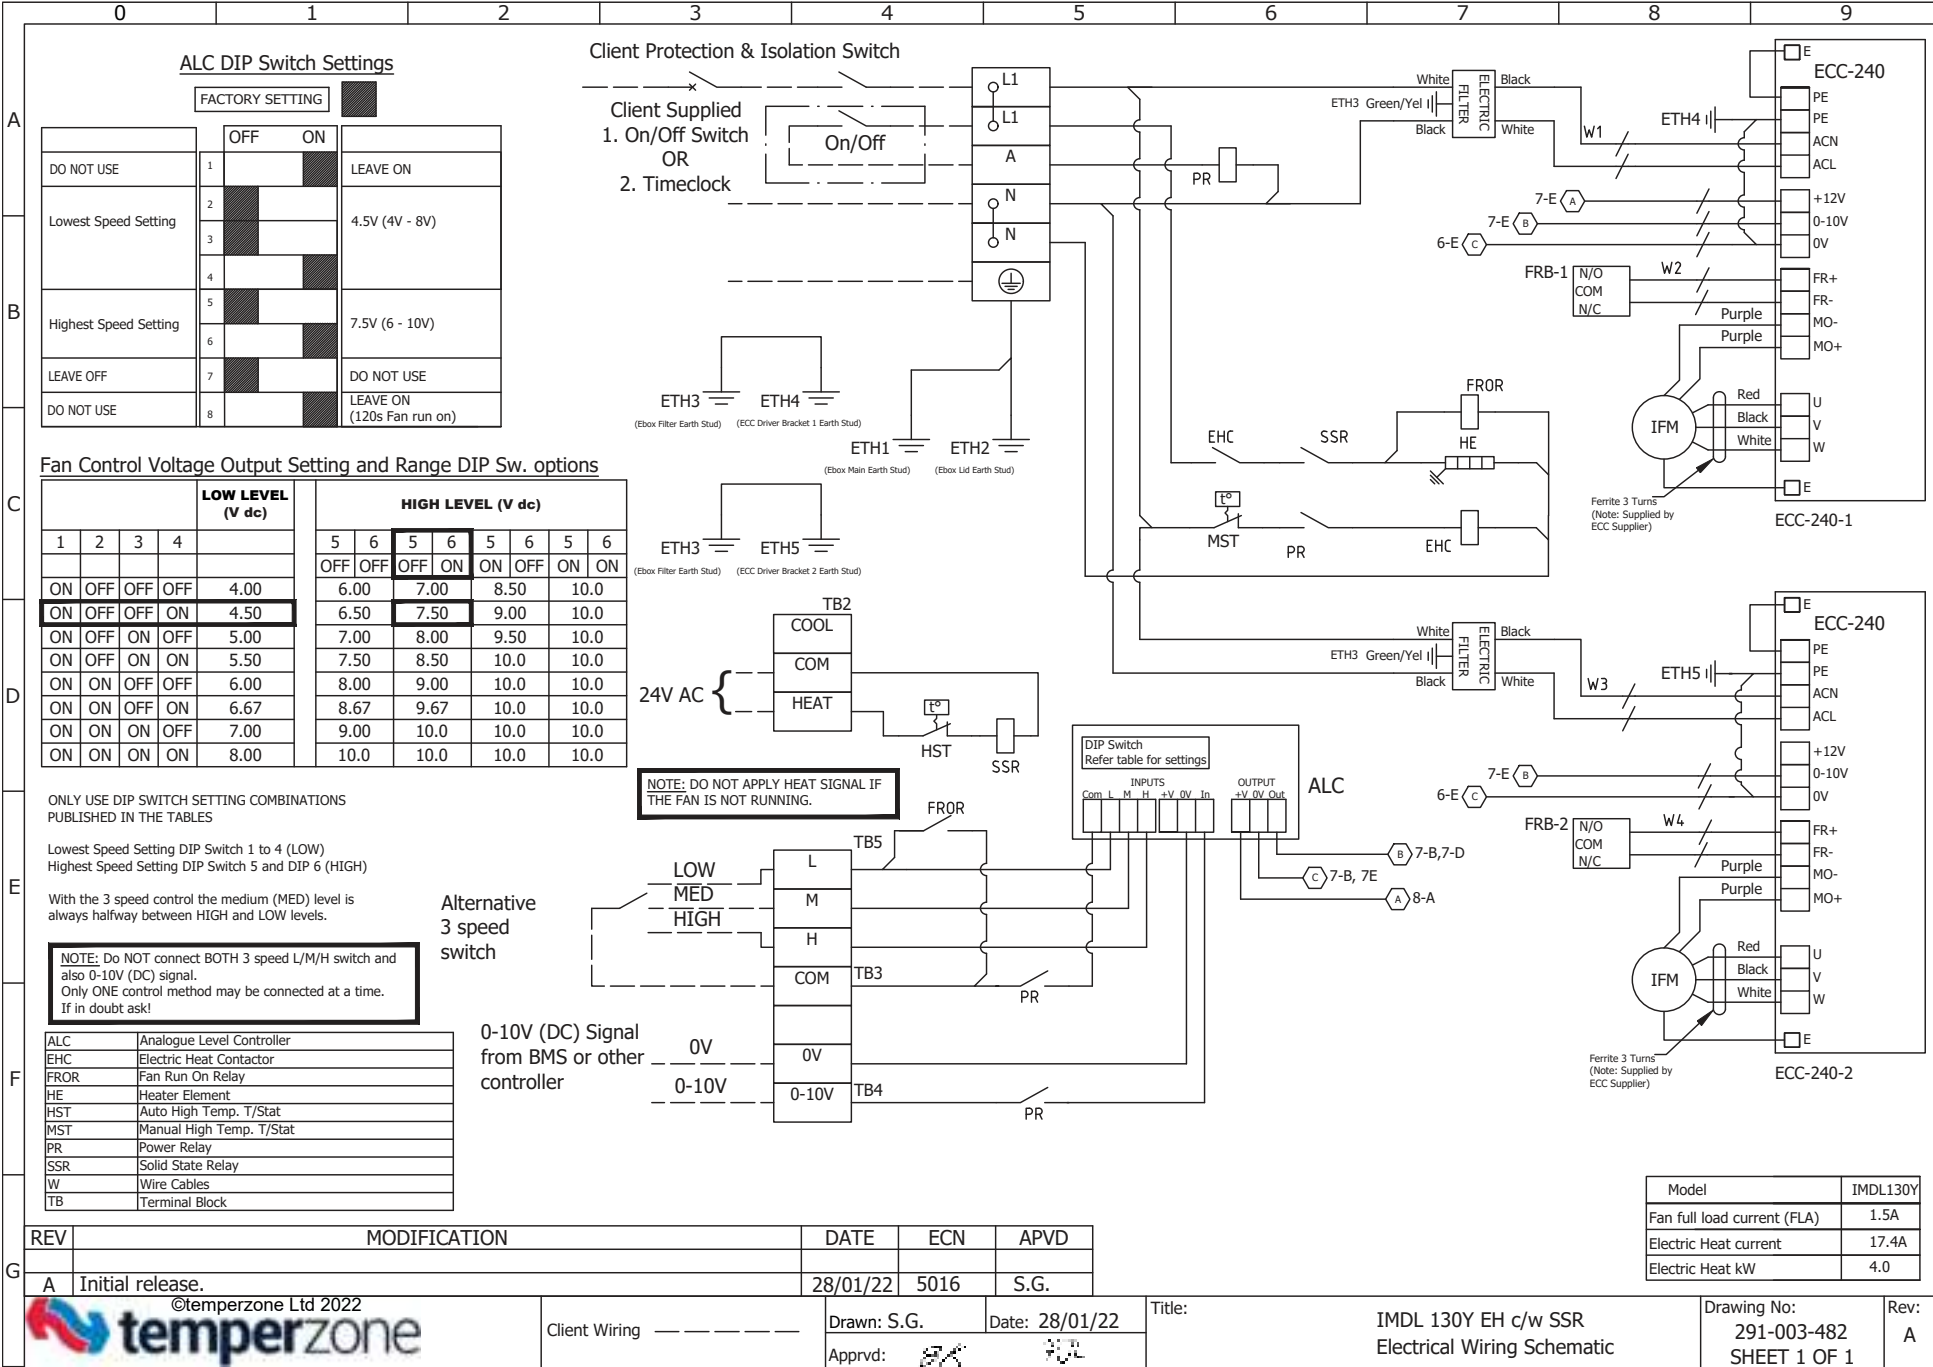 0 1 2 3 4 5 6 7 8 9
A
B
C
D
E
F
G
ALC DIP Switch Settings
FACTORY SETTING
OFF ON
DO NOT USE 1 LEAVE ON
Lowest Speed Setting 2 3 4 4.5V (4V - 8V)
Highest Speed Setting 5 6 7.5V (6 - 10V)
LEAVE OFF 7 DO NOT USE
DO NOT USE 8 LEAVE ON
(120s Fan run on)
Fan Control Voltage Output Setting and Range DIP Sw. options
LOW LEVEL
(V dc)
HIGH LEVEL (V dc)
1 2 3 4 5 6 5 6 5 6 5 6
OFF OFF OFF ON ON OFF ON ON
ON OFF OFF OFF 4.00 6.00 7.00 8.50 10.0
ON OFF OFF ON 4.50 6.50 7.50 9.00 10.0
ON OFF ON OFF 5.00 7.00 8.00 9.50 10.0
ON OFF ON ON 5.50 7.50 8.50 10.0 10.0
ON ON OFF OFF 6.00 8.00 9.00 10.0 10.0
ON ON OFF ON 6.67 8.67 9.67 10.0 10.0
ON ON ON OFF 7.00 9.00 10.0 10.0 10.0
ON ON ON ON 8.00 10.0 10.0 10.0 10.0
ONLY USE DIP SWITCH SETTING COMBINATIONS
PUBLISHED IN THE TABLES
Lowest Speed Setting DIP Switch 1 to 4 (LOW)
Highest Speed Setting DIP Switch 5 and DIP 6 (HIGH)
With the 3 speed control the medium (MED) level is
always halfway between HIGH and LOW levels.
NOTE: Do NOT connect BOTH 3 speed L/M/H switch and
also 0-10V (DC) signal.
Only ONE control method may be connected at a time.
If in doubt ask!
ALC Analogue Level Controller
EHC Electric Heat Contactor
FROR Fan Run On Relay
HE Heater Element
HST Auto High Temp. T/Stat
MST Manual High Temp. T/Stat
PR Power Relay
SSR Solid State Relay
W Wire Cables
TB Terminal Block
Client Protection & Isolation Switch
Client Supplied
1. On/Off Switch
OR
2. Timeclock
On/Off
L1
L1
A
N
N
PR
ETH3
(Ebox Filter Earth Stud)
ETH4
(ECC Driver Bracket 1 Earth Stud)
ETH1
(Ebox Main Earth Stud)
ETH2
(Ebox Lid Earth Stud)
ETH3
(Ebox Filter Earth Stud)
ETH5
(ECC Driver Bracket 2 Earth Stud)
TB2
COOL
COM
HEAT
24V AC {
t°
HST
SSR
NOTE: DO NOT APPLY HEAT SIGNAL IF
THE FAN IS NOT RUNNING.
FROR
TB5
LOW
MED
HIGH
L
M
H
COM TB3
Alternative
3 speed
switch
PR
0-10V (DC) Signal
from BMS or other
controller
0V
0-10V
0V
0-10V TB4
PR
DIP Switch
Refer table for settings
INPUTS OUTPUT
Com L M H +V 0V In +V 0V Out
ALC
B 7-B,7-D
C 7-B, 7E
A 8-A
EHC SSR
FROR
HE
t°
MST
PR
EHC
White
ETH3 Green/Yel
Black
ELECTRIC
FILTER
Black
White
W1
ETH4
7-E A
7-E B
6-E C
FRB-1
N/O
COM
N/C
W2
Purple
Purple
IFM
Red
Black
White
Ferrite 3 Turns
(Note: Supplied by
ECC Supplier)
E
ECC-240
PE
PE
ACN
ACL
+12V
0-10V
0V
FR+
FR-
MO-
MO+
U
V
W
E
ECC-240-1
White
ETH3 Green/Yel
Black
ELECTRIC
FILTER
Black
White
W3
ETH5
7-E B
6-E C
FRB-2
N/O
COM
N/C
W4
Purple
Purple
IFM
Red
Black
White
Ferrite 3 Turns
(Note: Supplied by
ECC Supplier)
E
ECC-240
PE
PE
ACN
ACL
+12V
0-10V
0V
FR+
FR-
MO-
MO+
U
V
W
E
ECC-240-2
Model IMDL130Y
Fan full load current (FLA) 1.5A
Electric Heat current 17.4A
Electric Heat kW 4.0
REV MODIFICATION DATE ECN APVD
A Initial release. 28/01/22 5016 S.G.
©temperzone Ltd 2022
temperzone
Client Wiring
Drawn: S.G. Date: 28/01/22
Apprvd:
Title:
IMDL 130Y EH c/w SSR
Electrical Wiring Schematic
Drawing No:
291-003-482
SHEET 1 OF 1
Rev:
A